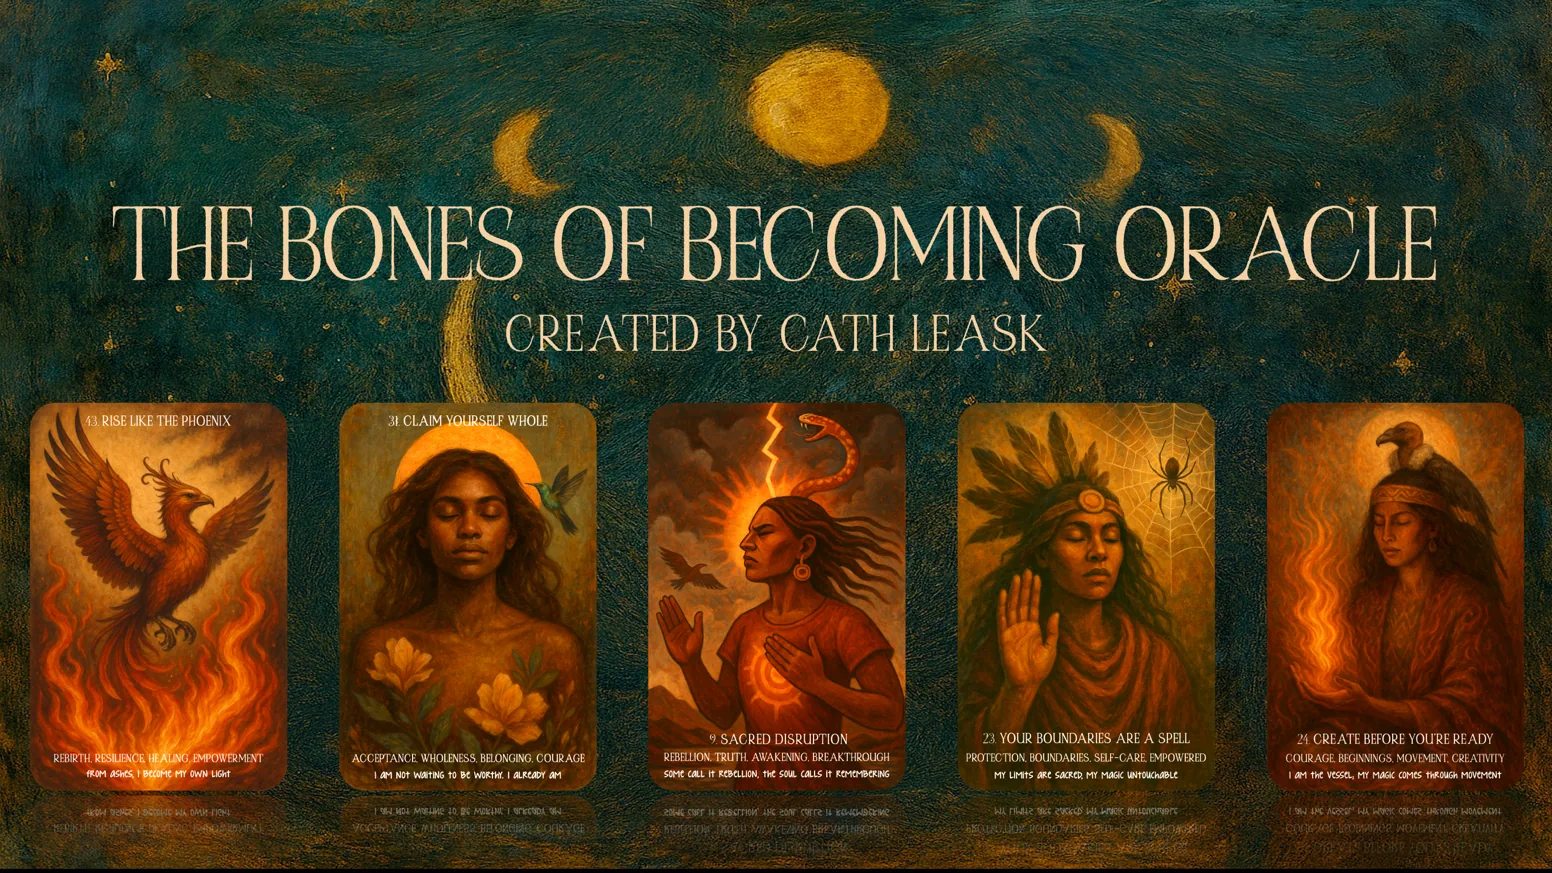 THE BONES OF BECOMING ORACLE
CREATED BY CATH LEASK
43. RISE LIKE THE PHOENIX
REBIRTH, RESILIENCE, HEALING, EMPOWERMENT
FROM ASHES, I BECOME MY OWN LIGHT
31. CLAIM YOURSELF WHOLE
ACCEPTANCE, WHOLENESS, BELONGING, COURAGE
I AM NOT WAITING TO BE WORTHY. I ALREADY AM
9. SACRED DISRUPTION
REBELLION, TRUTH, AWAKENING, BREAKTHROUGH
SOME CALL IT REBELLION, THE SOUL CALLS IT REMEMBERING
23. YOUR BOUNDARIES ARE A SPELL
PROTECTION, BOUNDARIES, SELF-CARE, EMPOWERED
MY LIMITS ARE SACRED, MY MAGIC UNTOUCHABLE
24. CREATE BEFORE YOU'RE READY
COURAGE, BEGINNINGS, MOVEMENT, CREATIVITY
I AM THE VESSEL, MY MAGIC COMES THROUGH MOVEMENT